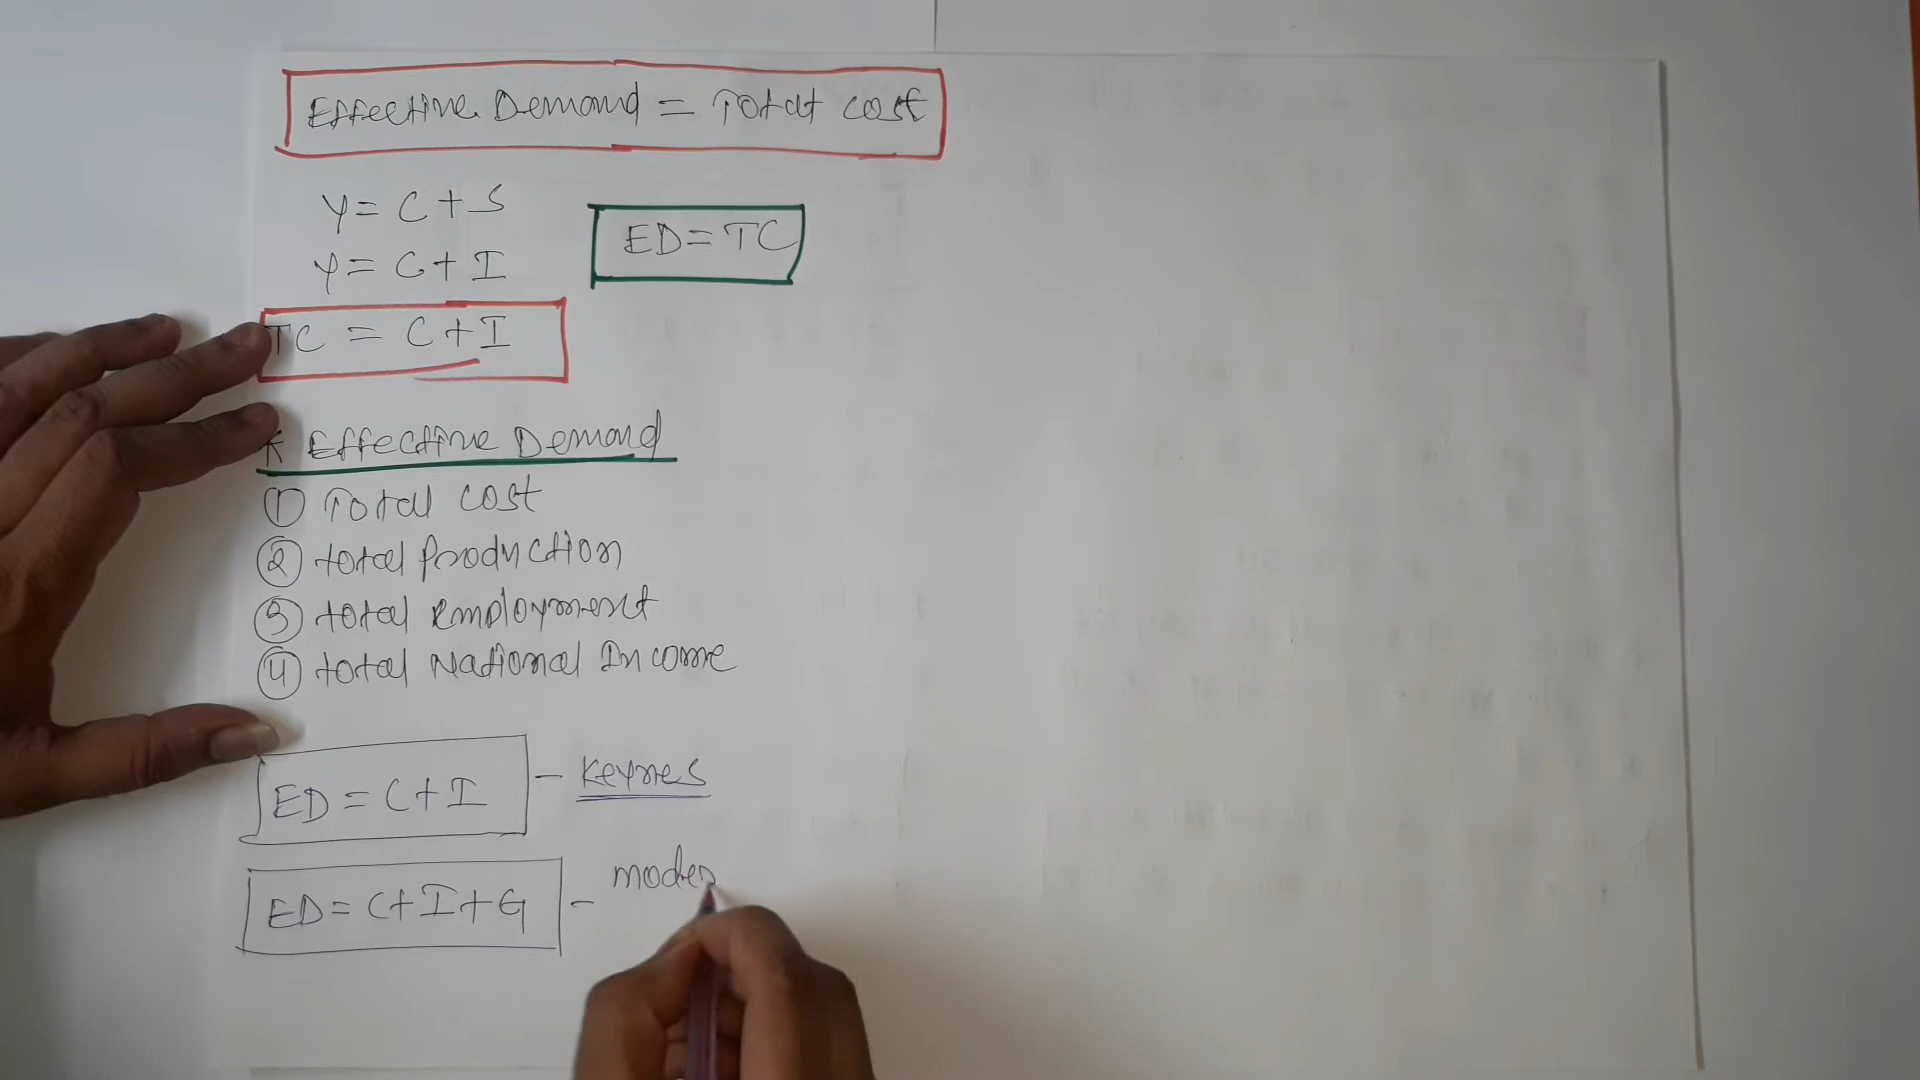 Effective Demand = Total cost
Y = C + S
Y = C + I
ED = TC
TC = C + I
* Effective Demand
① Total cost
② total production
③ total Employment
④ total National Income
ED = C + I - Keynes
ED = C + I + G - moder